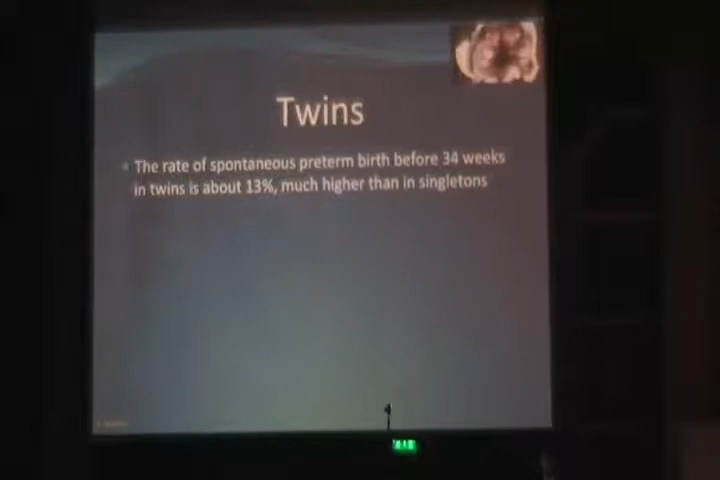 Twins
The rate of spontaneous preterm birth before 34 weeks
in twins is about 13%, much higher than in singletons